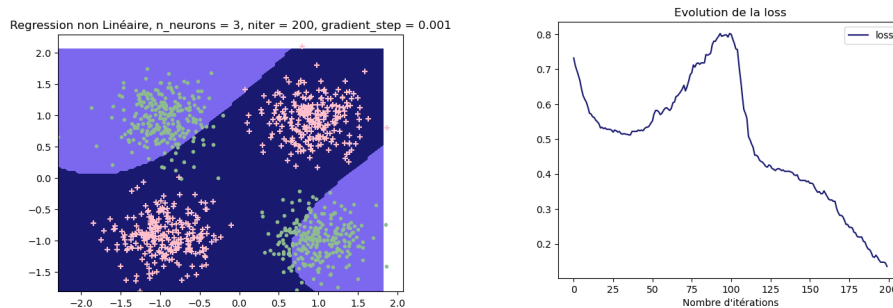 Regression non Linéaire, n_neurons = 3, niter = 200, gradient_step = 0.001
2.0
1.5
1.0
0.5
0.0
−0.5
−1.0
−1.5
−2.0 −1.5 −1.0 −0.5 0.0 0.5 1.0 1.5 2.0
Evolution de la loss
loss
0.8
0.7
0.6
0.5
0.4
0.3
0.2
0 25 50 75 100 125 150 175 200
Nombre d'itérations